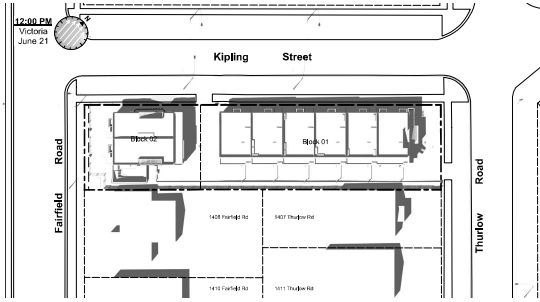 12:00 PM
Victoria
June 21
N
Kipling Street
Block 02
Block 01
Fairfield Road
Thurlow Road
1408 Fairfield Rd
1407 Thurlow Rd
1410 Fairfield Rd
1411 Thurlow Rd